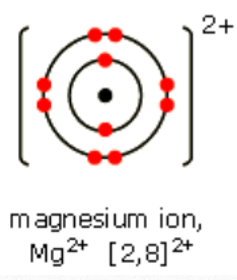 2+
magnesium ion,
Mg²⁺ [2,8]²⁺